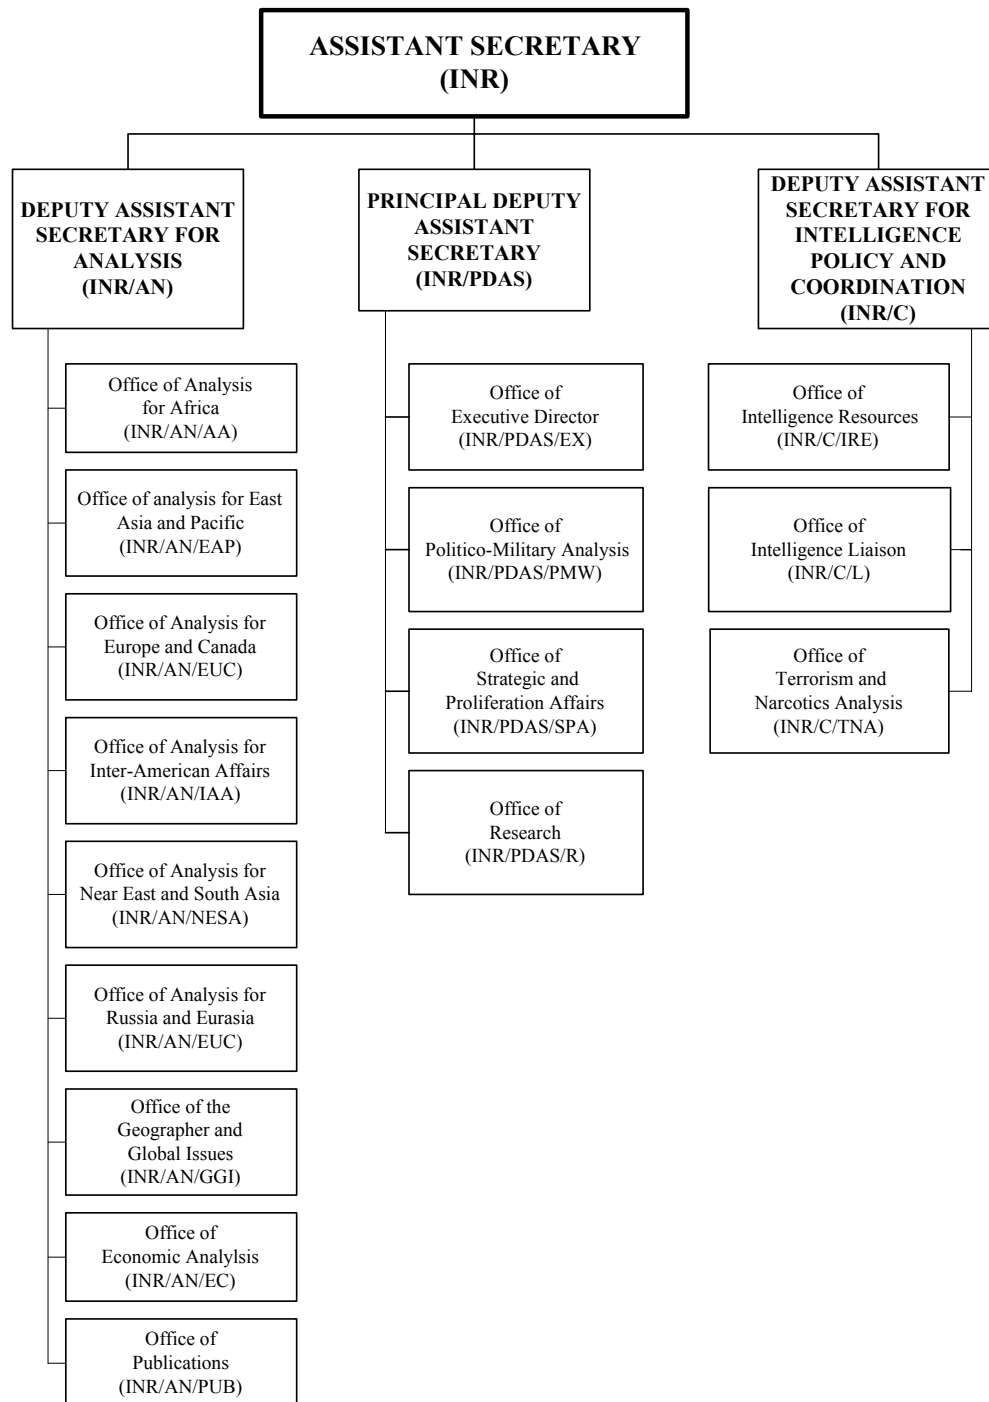 ASSISTANT SECRETARY
(INR)
DEPUTY ASSISTANT
SECRETARY FOR
ANALYSIS
(INR/AN)
PRINCIPAL DEPUTY
ASSISTANT
SECRETARY
(INR/PDAS)
DEPUTY ASSISTANT
SECRETARY FOR
INTELLIGENCE
POLICY AND
COORDINATION
(INR/C)
Office of Analysis
for Africa
(INR/AN/AA)
Office of analysis for East
Asia and Pacific
(INR/AN/EAP)
Office of Analysis for
Europe and Canada
(INR/AN/EUC)
Office of Analysis for
Inter-American Affairs
(INR/AN/IAA)
Office of Analysis for
Near East and South Asia
(INR/AN/NESA)
Office of Analysis for
Russia and Eurasia
(INR/AN/EUC)
Office of the
Geographer and
Global Issues
(INR/AN/GGI)
Office of
Economic Analylsis
(INR/AN/EC)
Office of
Publications
(INR/AN/PUB)
Office of
Executive Director
(INR/PDAS/EX)
Office of
Politico-Military Analysis
(INR/PDAS/PMW)
Office of
Strategic and
Proliferation Affairs
(INR/PDAS/SPA)
Office of
Research
(INR/PDAS/R)
Office of
Intelligence Resources
(INR/C/IRE)
Office of
Intelligence Liaison
(INR/C/L)
Office of
Terrorism and
Narcotics Analysis
(INR/C/TNA)